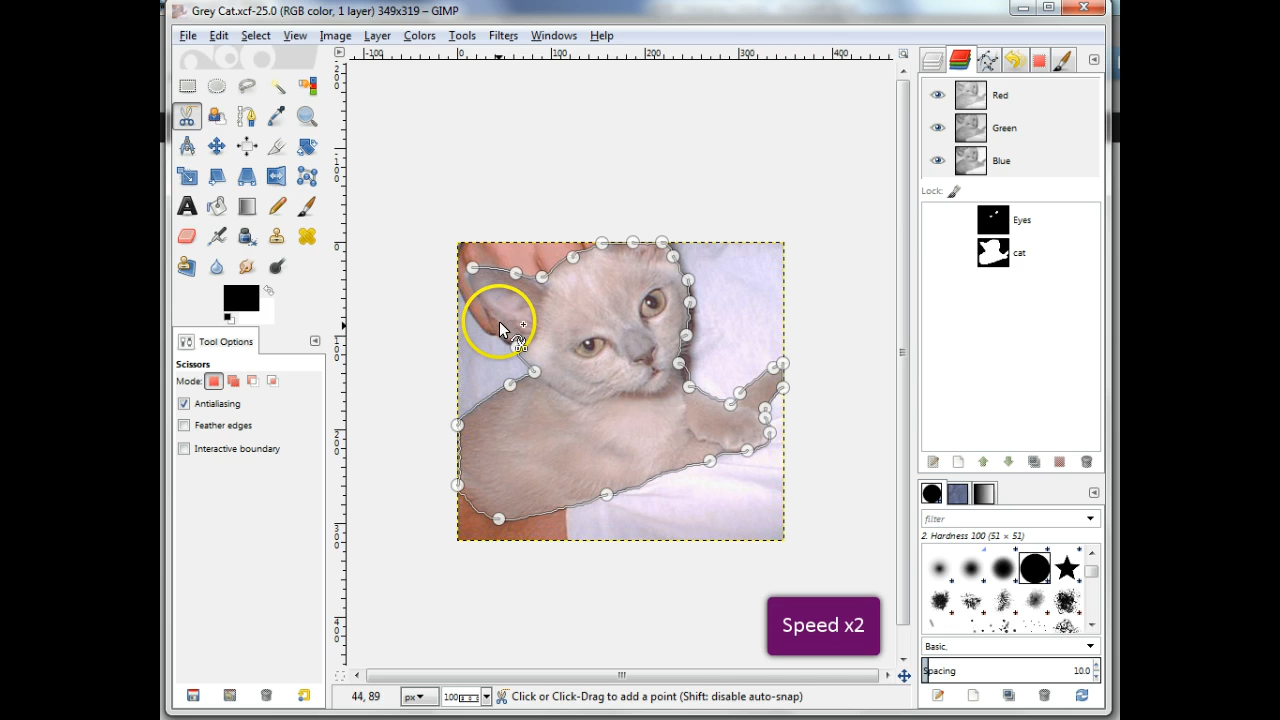 Grey Cat.xcf-25.0 (RGB color, 1 layer) 349x319 – GIMP
File Edit Select View Image Layer Colors Tools Filters Windows Help
-100 0 100 200 300 400
Red
Green
Blue
Lock:
Eyes
cat
Tool Options
Scissors
Mode:
Antialiasing
Feather edges
Interactive boundary
filter
2. Hardness 100 (51 × 51)
Basic,
Spacing 10.0
Speed x2
44, 89 px 100 Click or Click-Drag to add a point (Shift: disable auto-snap)